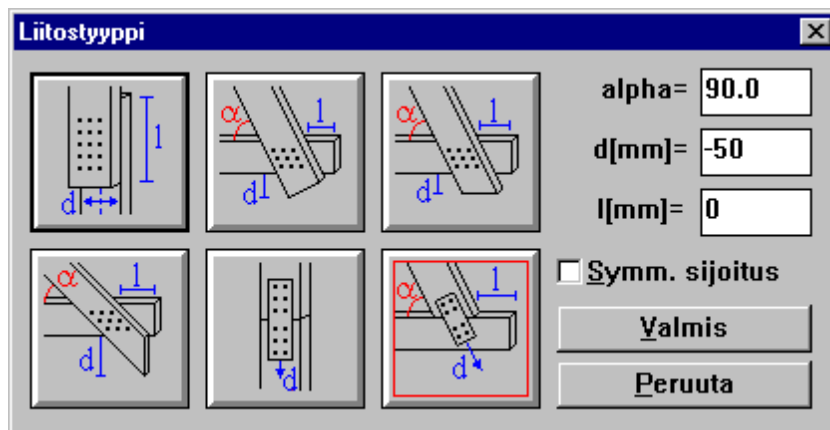 Liitostyyppi
l
d
α
l
d
α
l
d
alpha= 90.0
d[mm]= -50
l[mm]= 0
α
l
d
d
α
l
d
Symm. sijoitus
Valmis
Peruuta